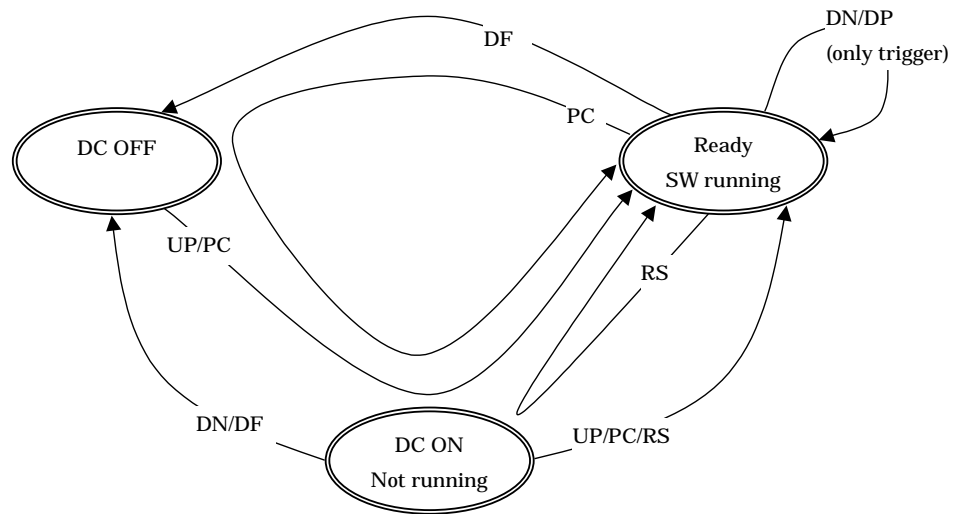 DN/DP
DF
(only trigger)
PC
DC OFF
Ready
SW running
UP/PC
RS
DN/DF
UP/PC/RS
DC ON
Not running